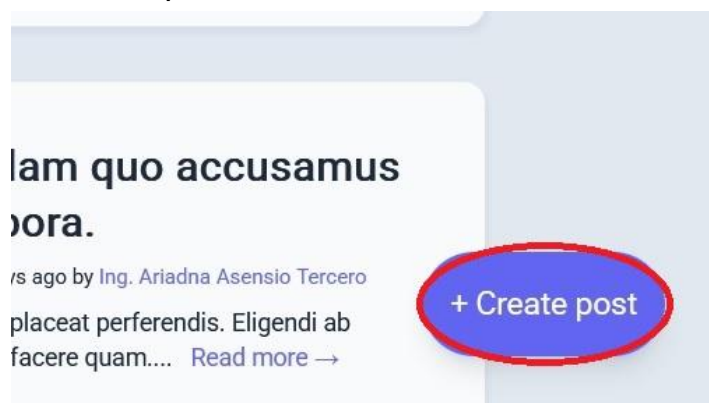 lam quo accusamus
ora.
ys ago by Ing. Ariadna Asensio Tercero
placeat perferendis. Eligendi ab
facere quam.... Read more →
+ Create post